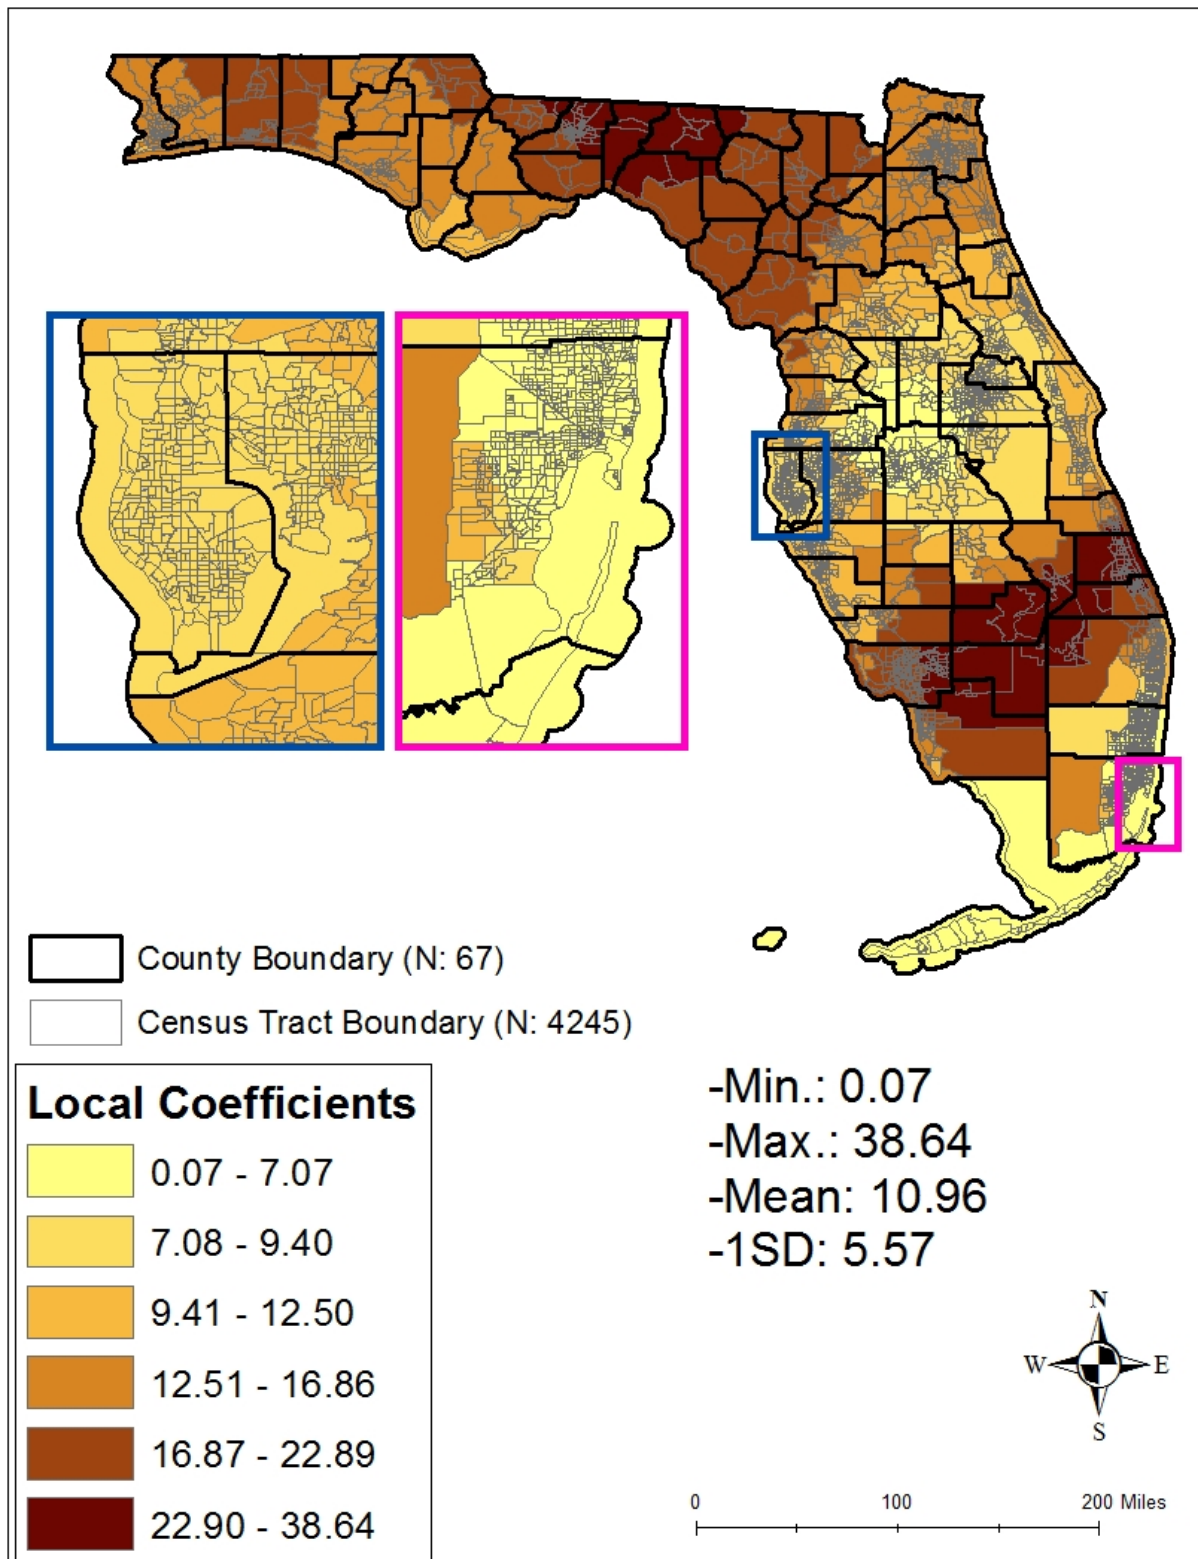 County Boundary (N: 67)
Census Tract Boundary (N: 4245)
Local Coefficients
0.07 - 7.07
7.08 - 9.40
9.41 - 12.50
12.51 - 16.86
16.87 - 22.89
22.90 - 38.64
-Min.: 0.07
-Max.: 38.64
-Mean: 10.96
-1SD: 5.57
N
W E
S
0 100 200 Miles